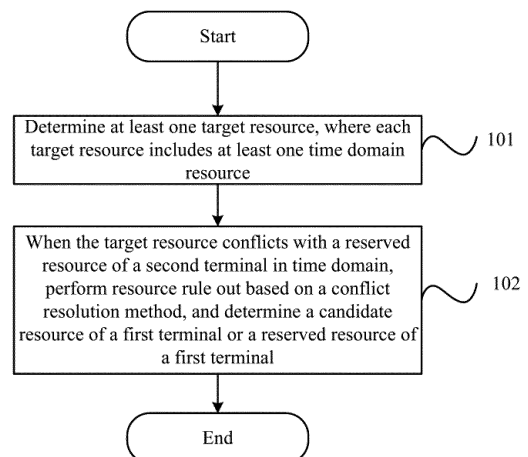 Start
Determine at least one target resource, where each
target resource includes at least one time domain
resource
101
When the target resource conflicts with a reserved
resource of a second terminal in time domain,
perform resource rule out based on a conflict
resolution method, and determine a candidate
resource of a first terminal or a reserved resource of
a first terminal
102
End